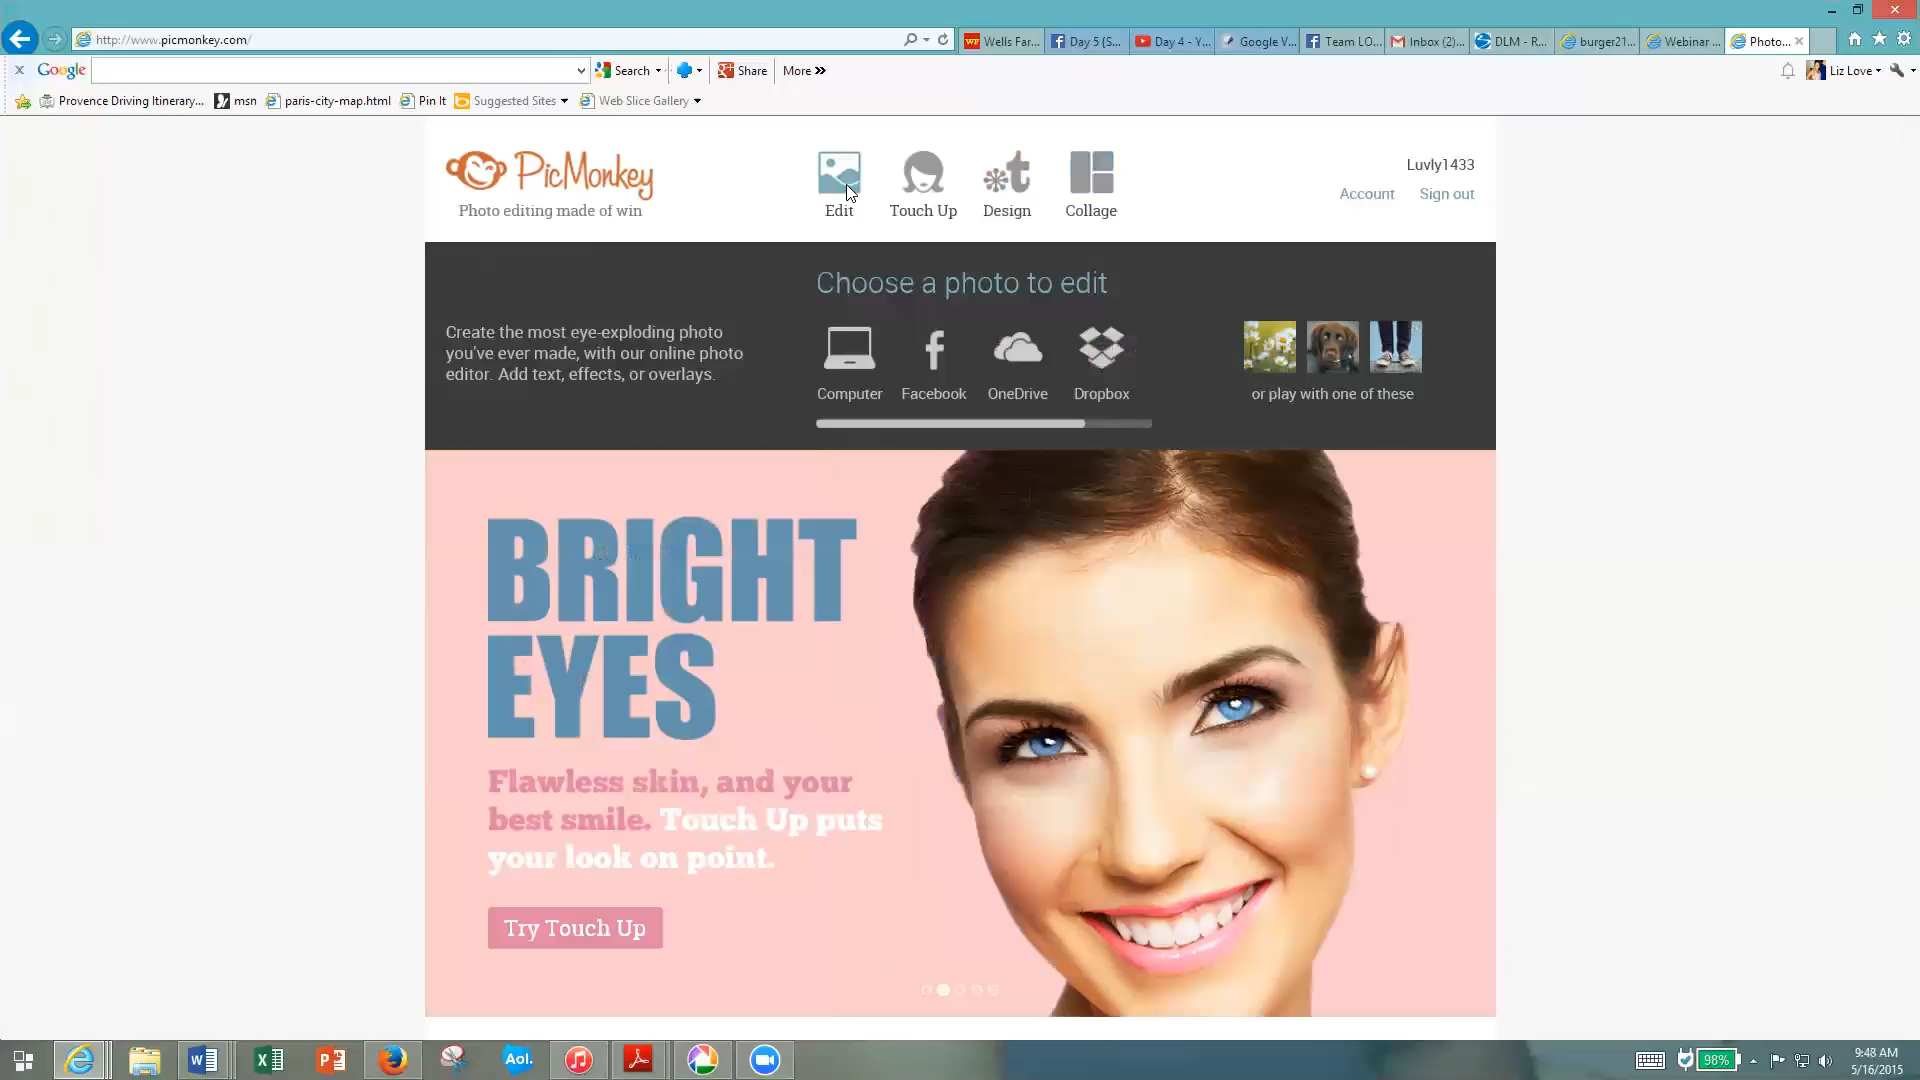 http://www.picmonkey.com/
Wells Far...
Day 5 {S...
Day 4 - Y...
Google V...
Team LO...
Inbox (2)...
DLM - R...
burger21...
Webinar ...
Photo...
Google
Search
Share
More »
Liz Love
Provence Driving Itinerary...
msn
paris-city-map.html
Pin It
Suggested Sites
Web Slice Gallery
PicMonkey
Photo editing made of win
Edit
Touch Up
Design
Collage
Luvly1433
Account
Sign out
Choose a photo to edit
Create the most eye-exploding photo
you've ever made, with our online photo
editor. Add text, effects, or overlays.
Computer
Facebook
OneDrive
Dropbox
or play with one of these
BRIGHT
EYES
Flawless skin, and your
best smile. Touch Up puts
your look on point.
Try Touch Up
Aol.
98%
9:48 AM
5/16/2015